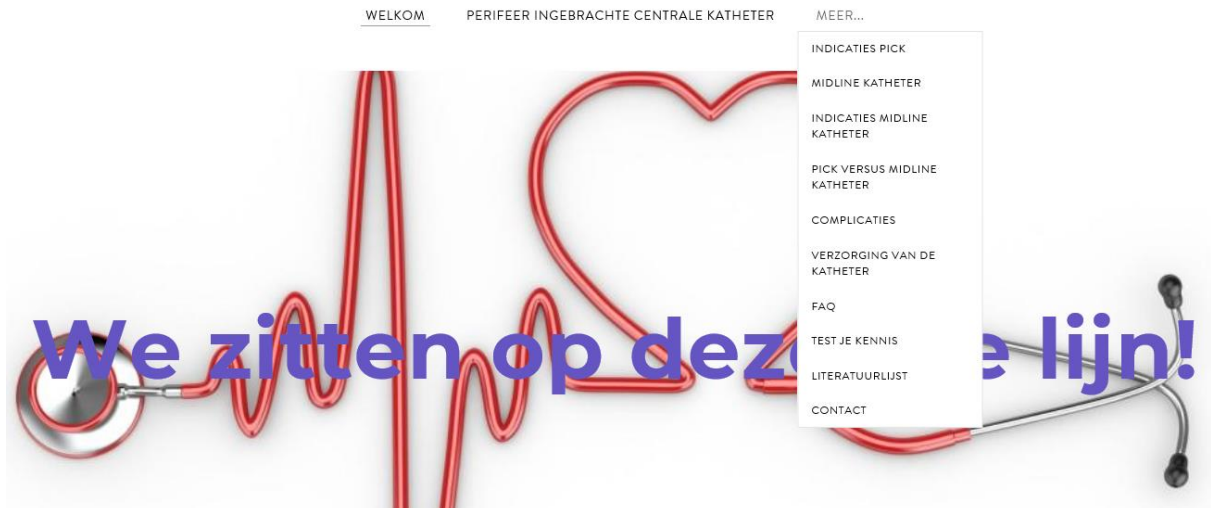 WELKOM PERIFEER INGEBRACHTE CENTRALE KATHETER MEER...
INDICATIES PICK
MIDLINE KATHETER
INDICATIES MIDLINE
KATHETER
PICK VERSUS MIDLINE
KATHETER
COMPLICATIES
VERZORGING VAN DE
KATHETER
FAQ
TEST JE KENNIS
LITERATUURLIJST
CONTACT
We zitten op lijn!